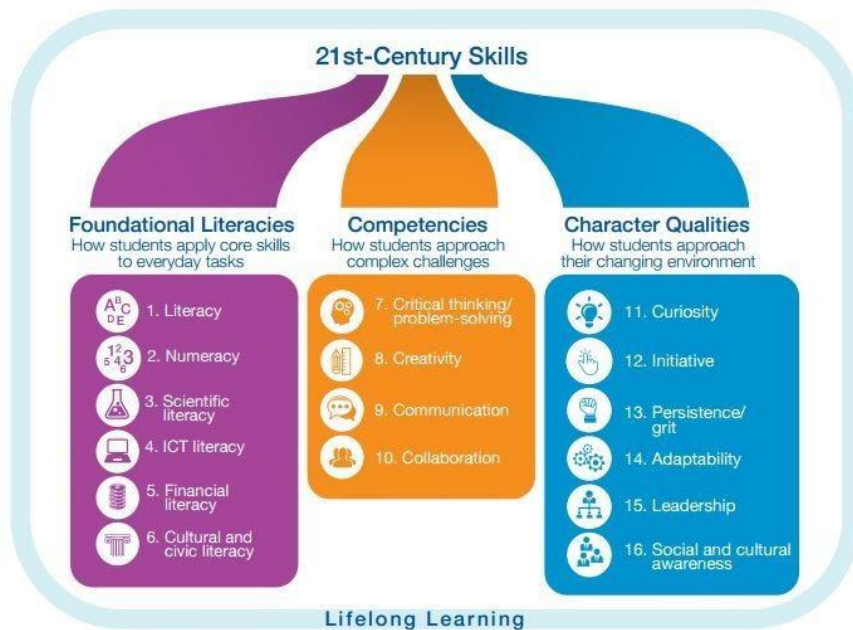 21st-Century Skills
Foundational Literacies
How students apply core skills
to everyday tasks
ABCDE
1. Literacy
123456
2. Numeracy
3. Scientific
literacy
4. ICT literacy
5. Financial
literacy
6. Cultural and
civic literacy
Competencies
How students approach
complex challenges
7. Critical thinking/
problem-solving
8. Creativity
9. Communication
10. Collaboration
Character Qualities
How students approach
their changing environment
11. Curiosity
12. Initiative
13. Persistence/
grit
14. Adaptability
15. Leadership
16. Social and cultural
awareness
Lifelong Learning